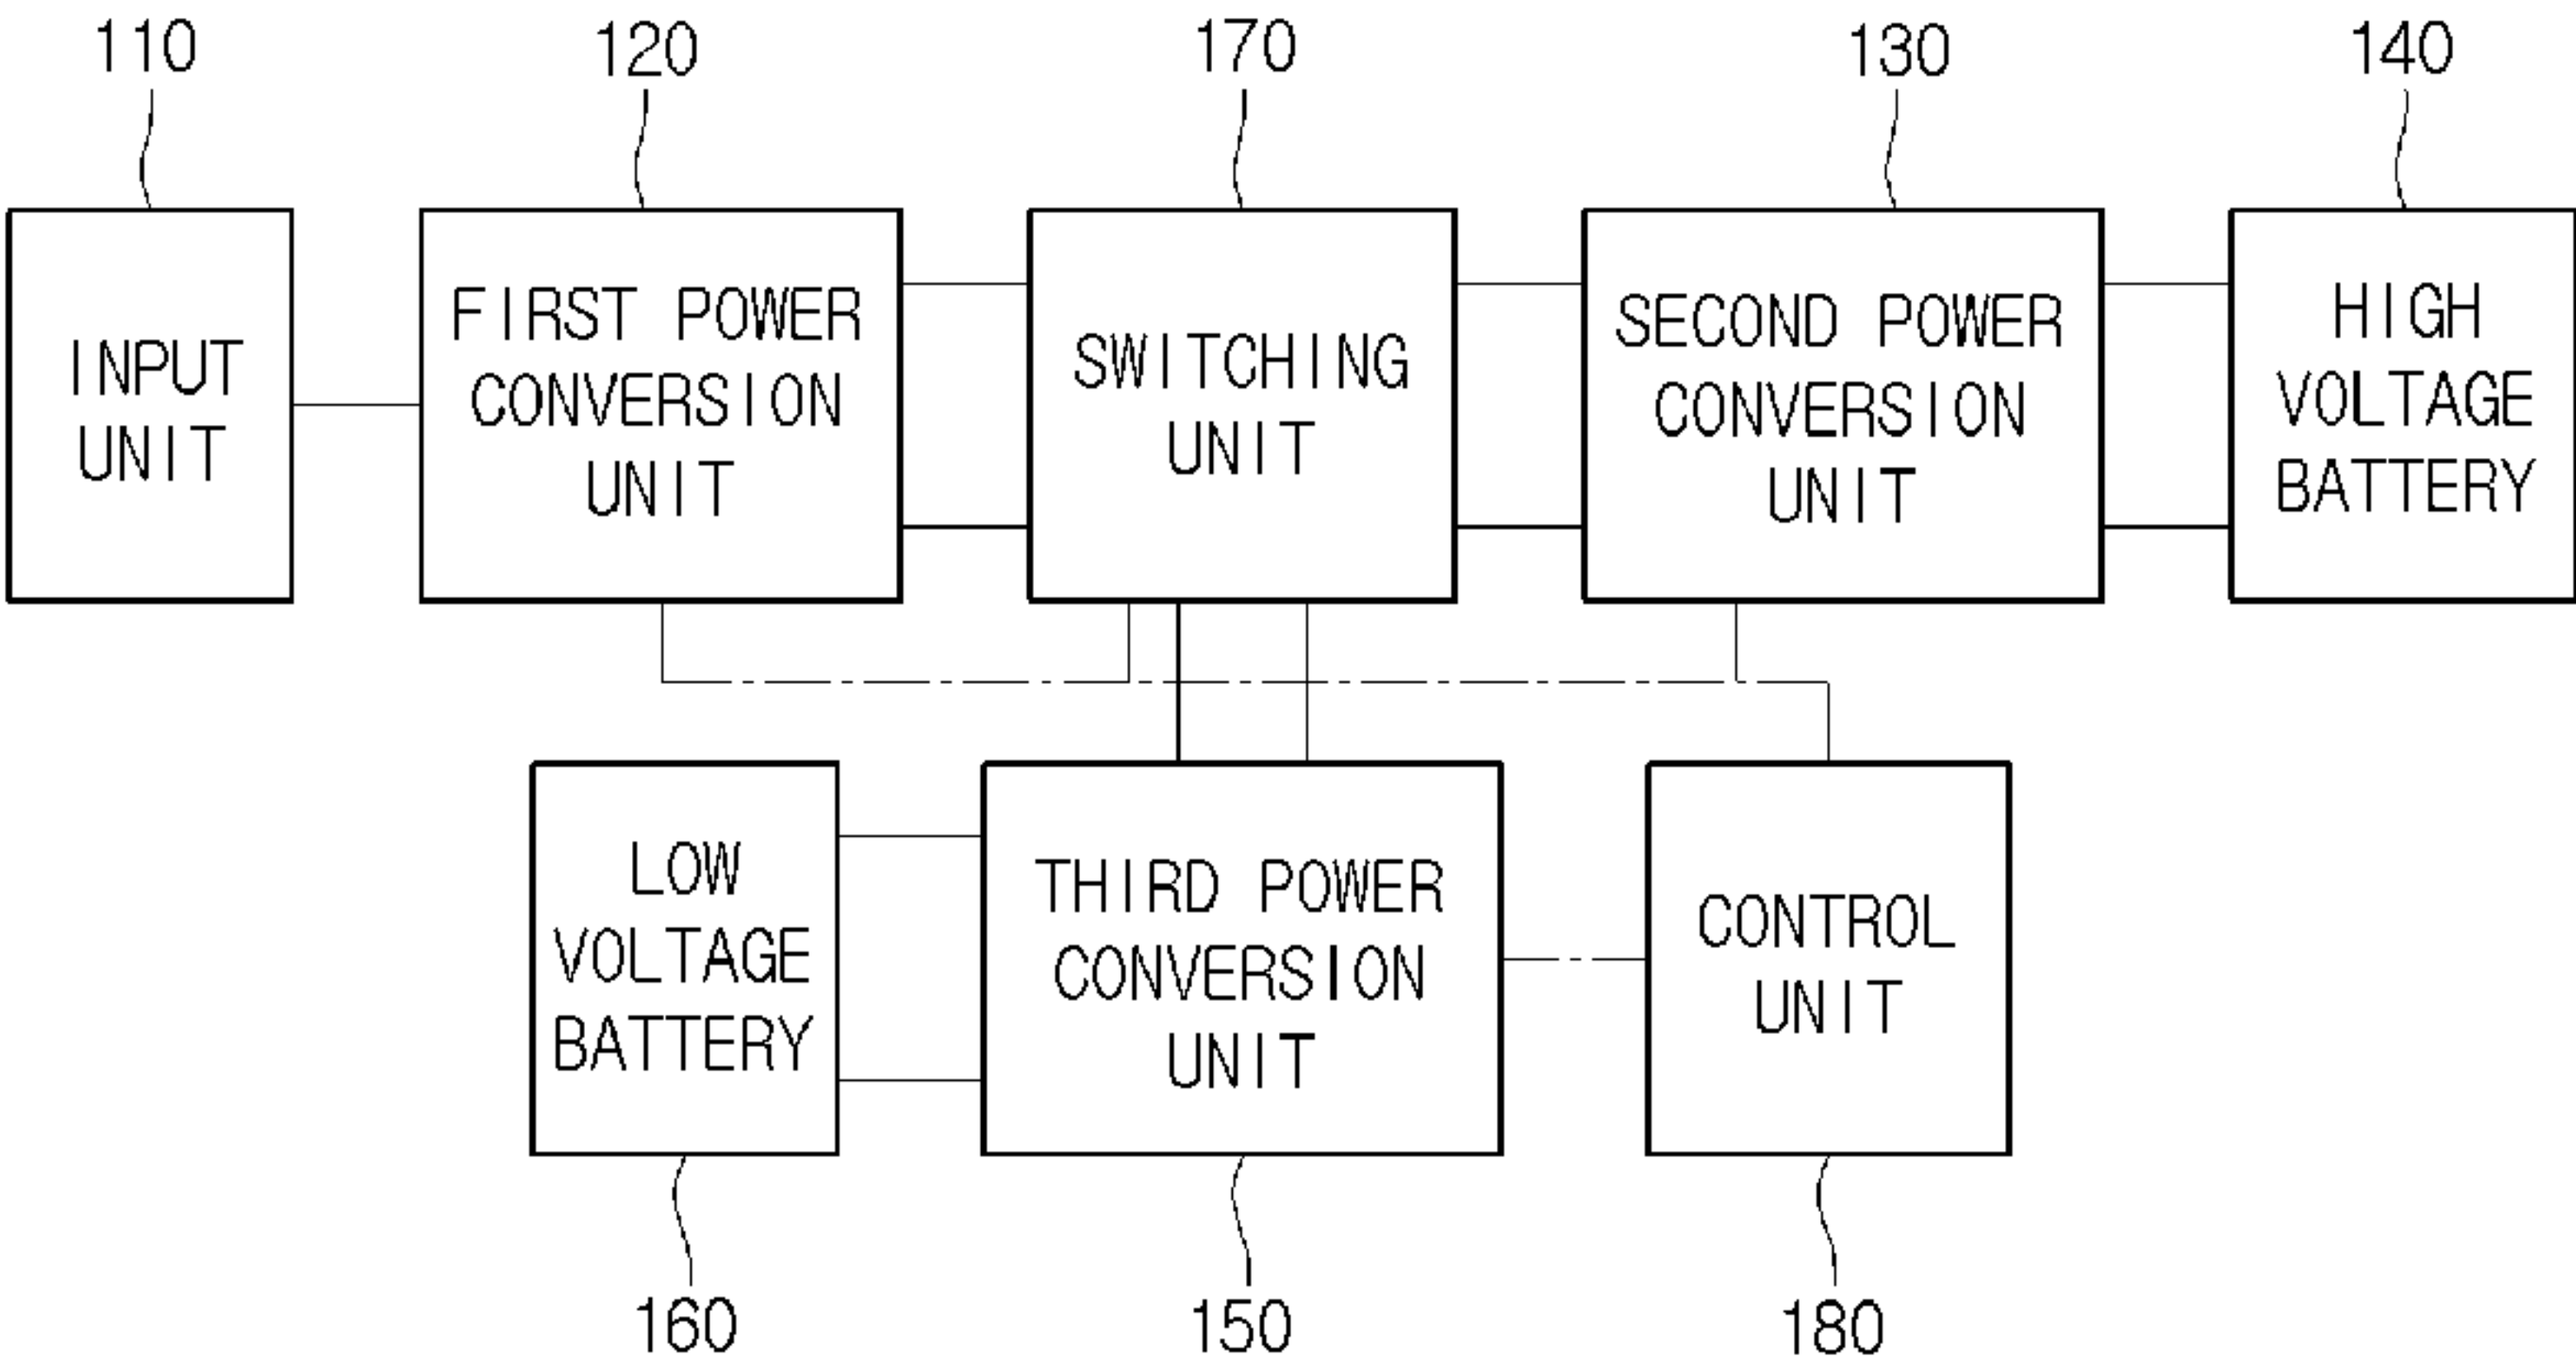 110
120
170
130
140
INPUT
UNIT
FIRST POWER
CONVERSION
UNIT
SWITCHING
UNIT
SECOND POWER
CONVERSION
UNIT
HIGH
VOLTAGE
BATTERY
LOW
VOLTAGE
BATTERY
THIRD POWER
CONVERSION
UNIT
CONTROL
UNIT
160
150
180